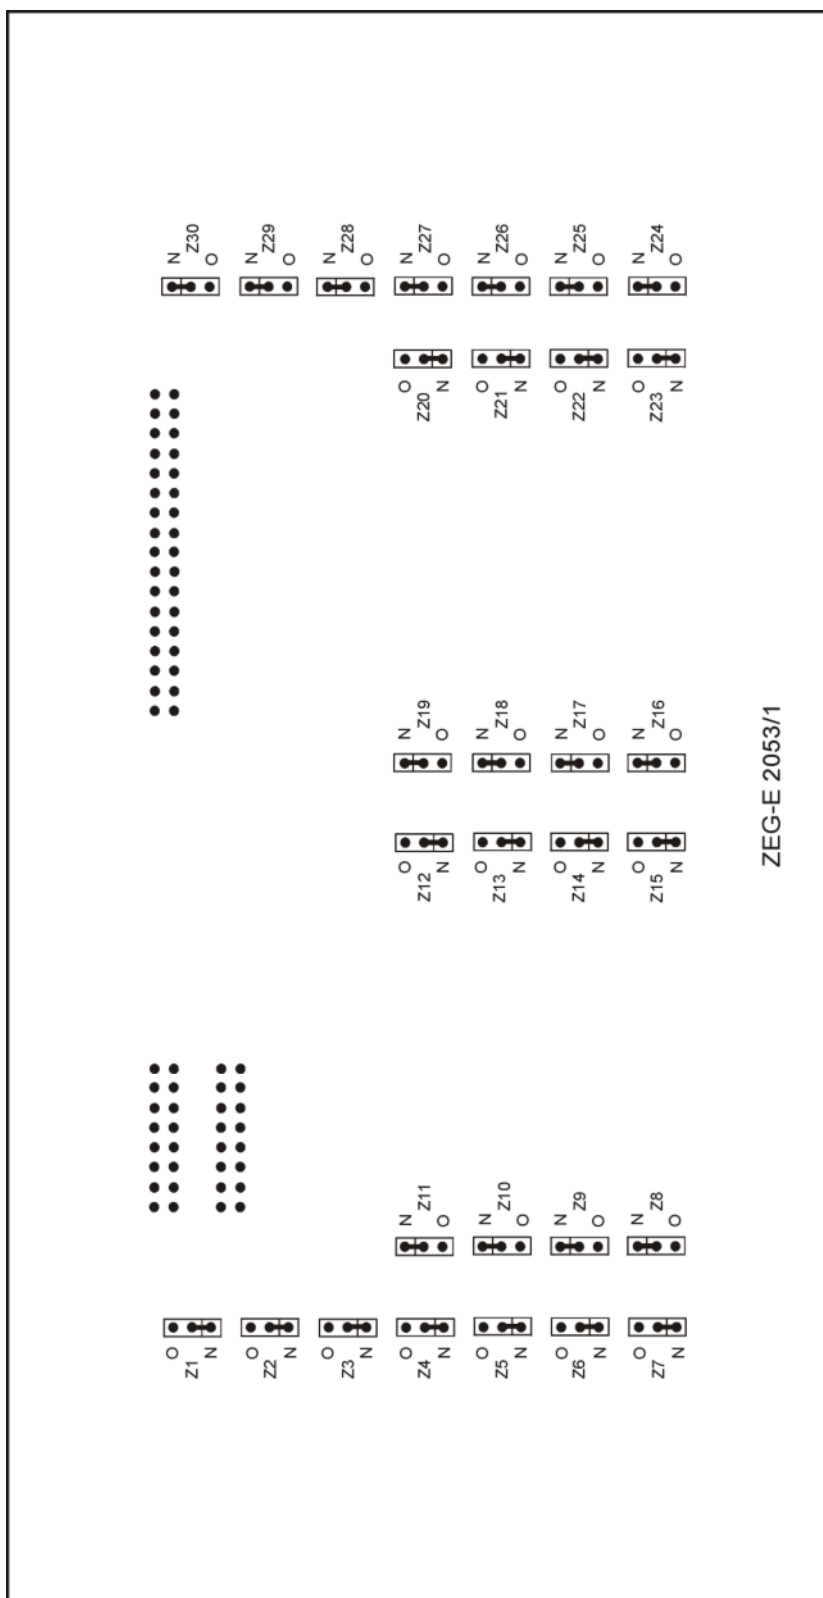 O N
Z1 Z30
N O
O N
Z2 Z29
N O
O N
Z3 Z28
N O
O N O N O N
Z4 Z11 Z12 Z19 Z20 Z27
N O N O N O
O N O N O N
Z5 Z10 Z13 Z18 Z21 Z26
N O N O N O
O N O N O N
Z6 Z9 Z14 Z17 Z22 Z25
N O N O N O
O N O N O N
Z7 Z8 Z15 Z16 Z23 Z24
N O N O N O
ZEG-E 2053/1